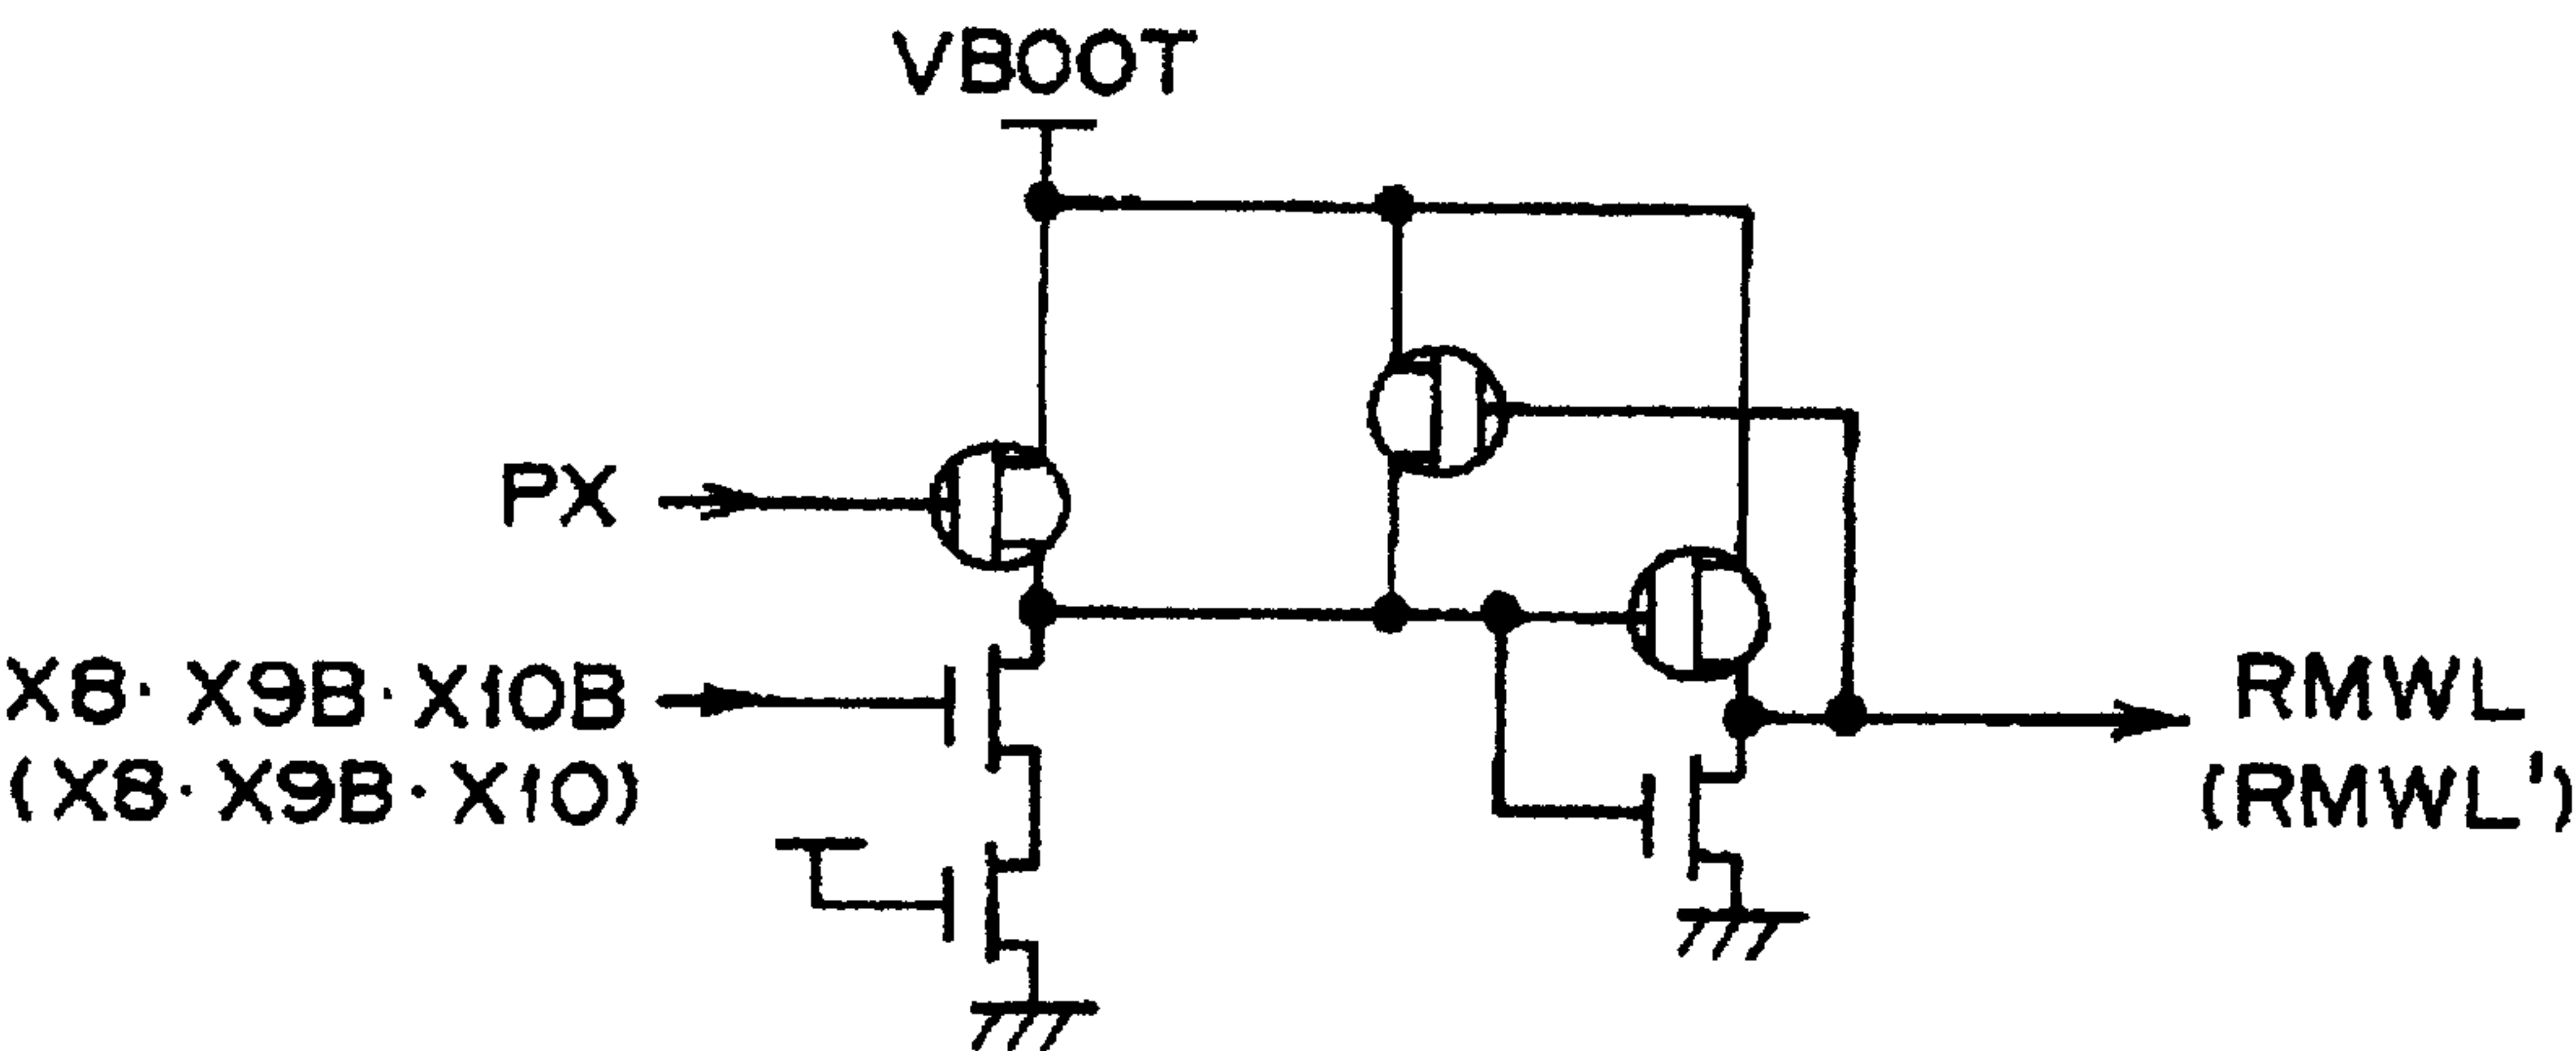 VBOOT
PX
X8· X9B· X10B
(X8· X9B· X10)
RMWL
(RMWL')